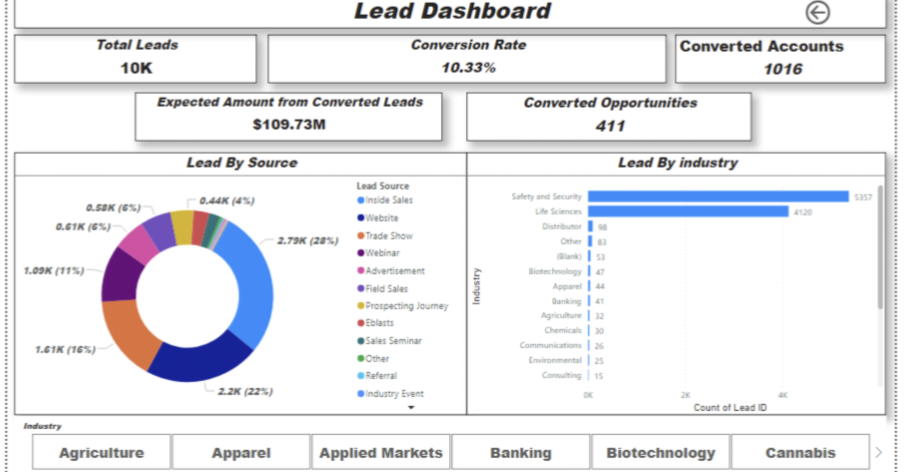 Lead Dashboard
Total Leads
10K
Conversion Rate
10.33%
Converted Accounts
1016
Expected Amount from Converted Leads
$109.73M
Converted Opportunities
411
Lead By Source
0.44K (4%)
0.58K (6%)
0.61K (6%)
1.09K (11%)
1.61K (16%)
2.2K (22%)
2.79K (28%)
Lead Source
Inside Sales
Website
Trade Show
Webinar
Advertisement
Field Sales
Prospecting Journey
Eblasts
Sales Seminar
Other
Referral
Industry Event
Lead By industry
Industry
Safety and Security 5357
Life Sciences 4120
Distributor 98
Other 83
(Blank) 53
Biotechnology 47
Apparel 44
Banking 41
Agriculture 32
Chemicals 30
Communications 26
Environmental 25
Consulting 15
0K 2K 4K
Count of Lead ID
Industry
Agriculture Apparel Applied Markets Banking Biotechnology Cannabis